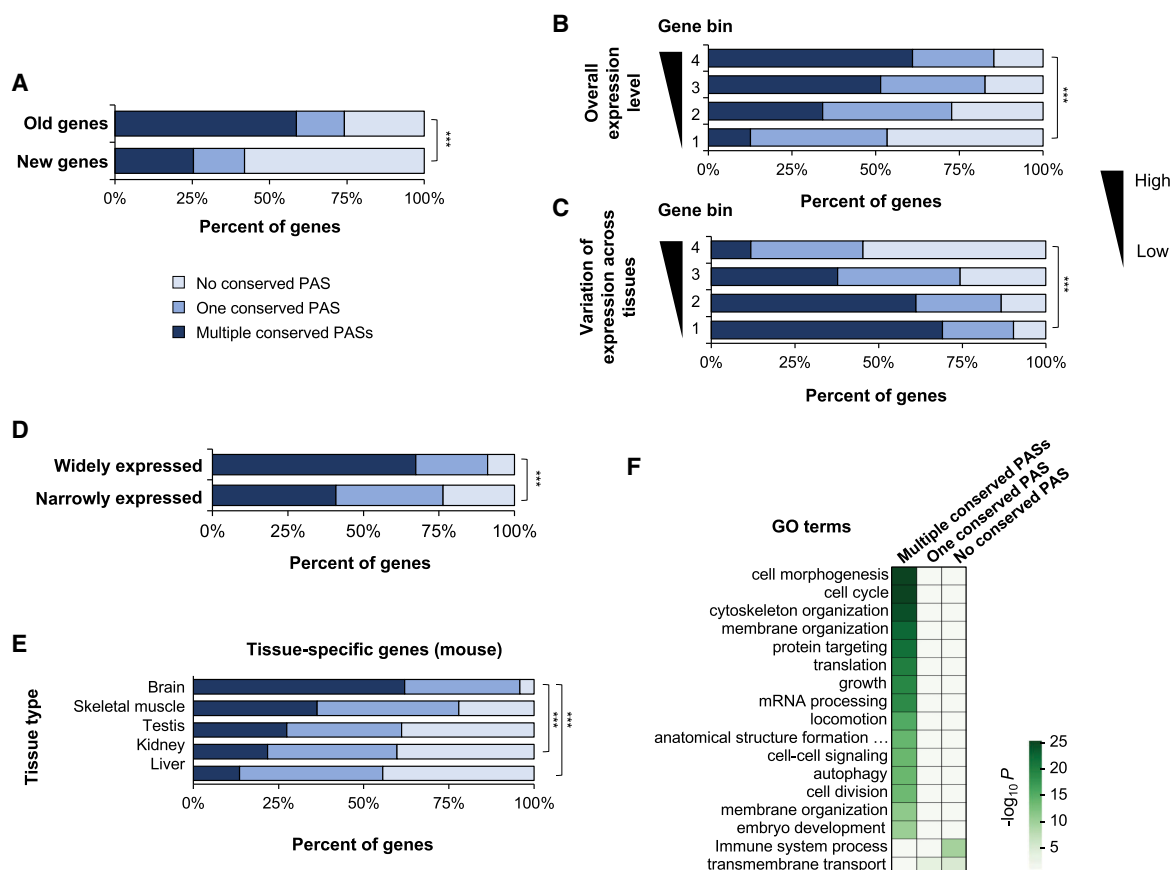 A
Old genes
New genes
***
0% 25% 50% 75% 100%
Percent of genes
No conserved PAS
One conserved PAS
Multiple conserved PASs
B
Gene bin
Overall
expression
level
4
3
2
1
***
0% 25% 50% 75% 100%
Percent of genes
High
Low
C
Gene bin
Variation of
expression across
tissues
4
3
2
1
***
0% 25% 50% 75% 100%
Percent of genes
D
Widely expressed
Narrowly expressed
***
0% 25% 50% 75% 100%
Percent of genes
E
Tissue-specific genes (mouse)
Tissue type
Brain
Skeletal muscle
Testis
Kidney
Liver
***
***
0% 25% 50% 75% 100%
Percent of genes
F
GO terms
Multiple conserved PASs
One conserved PAS
No conserved PAS
cell morphogenesis
cell cycle
cytoskeleton organization
membrane organization
protein targeting
translation
growth
mRNA processing
locomotion
anatomical structure formation ...
cell-cell signaling
autophagy
cell division
membrane organization
embryo development
Immune system process
transmembrane transport
-log10 P
25
20
15
10
5